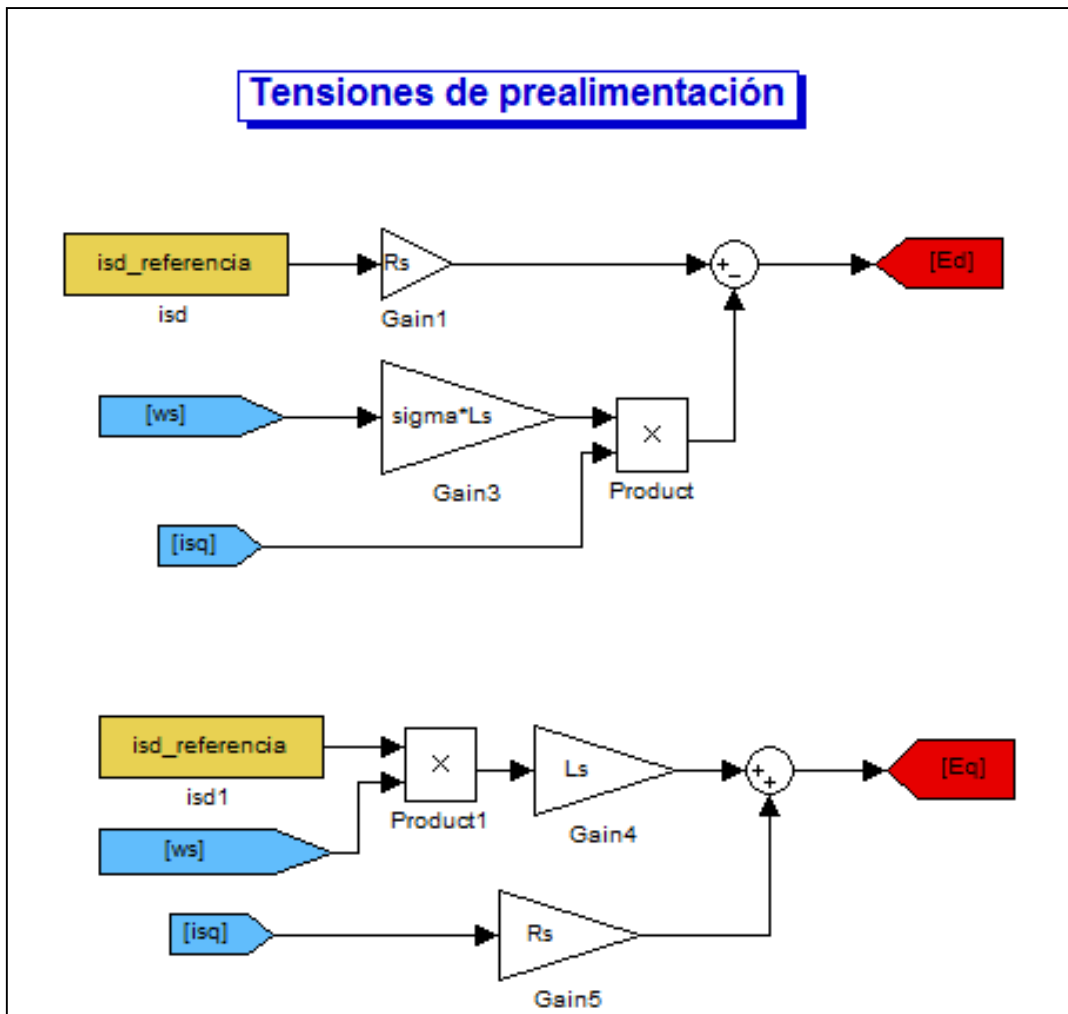 Tensiones de prealimentación
isd_referencia
isd
Rs
Gain1
+
−
[Ed]
[ws]
sigma*Ls
Gain3
×
Product
[isq]
isd_referencia
isd1
×
Product1
Ls
Gain4
+
+
[Eq]
[ws]
[isq]
Rs
Gain5